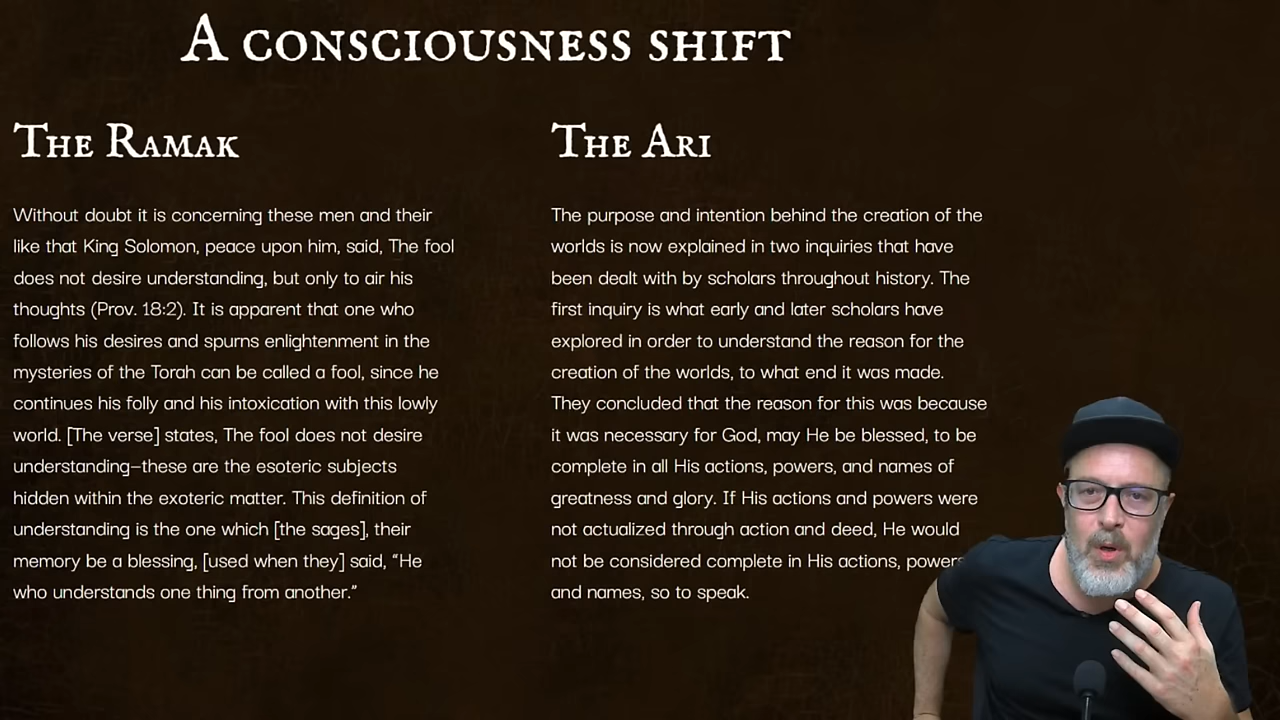 A consciousness shift
The Ramak
Without doubt it is concerning these men and their
like that King Solomon, peace upon him, said, The fool
does not desire understanding, but only to air his
thoughts (Prov. 18:2). It is apparent that one who
follows his desires and spurns enlightenment in the
mysteries of the Torah can be called a fool, since he
continues his folly and his intoxication with this lowly
world. [The verse] states, The fool does not desire
understanding—these are the esoteric subjects
hidden within the exoteric matter. This definition of
understanding is the one which [the sages], their
memory be a blessing, [used when they] said, “He
who understands one thing from another.”
The Ari
The purpose and intention behind the creation of the
worlds is now explained in two inquiries that have
been dealt with by scholars throughout history. The
first inquiry is what early and later scholars have
explored in order to understand the reason for the
creation of the worlds, to what end it was made.
They concluded that the reason for this was because
it was necessary for God, may He be blessed, to be
complete in all His actions, powers, and names of
greatness and glory. If His actions and powers were
not actualized through action and deed, He would
not be considered complete in His actions, powers
and names, so to speak.